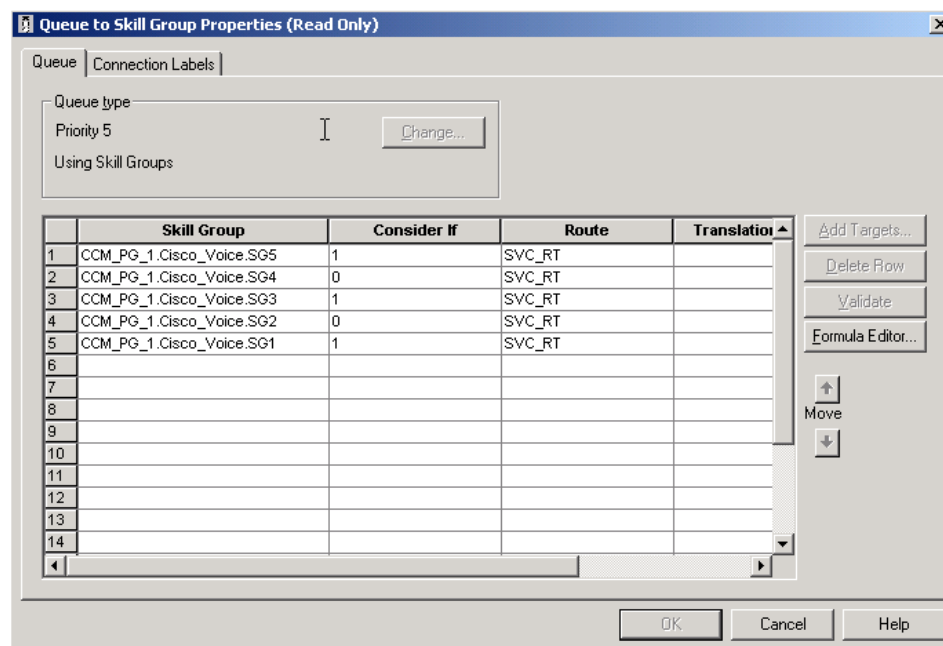 Queue to Skill Group Properties (Read Only)
Queue
Connection Labels
Queue type
Priority 5
Change...
Using Skill Groups
Skill Group Consider If Route Translation
1 CCM_PG_1.Cisco_Voice.SG5 1 SVC_RT
2 CCM_PG_1.Cisco_Voice.SG4 0 SVC_RT
3 CCM_PG_1.Cisco_Voice.SG3 1 SVC_RT
4 CCM_PG_1.Cisco_Voice.SG2 0 SVC_RT
5 CCM_PG_1.Cisco_Voice.SG1 1 SVC_RT
6
7
8
9
10
11
12
13
14
Add Targets...
Delete Row
Validate
Formula Editor...
Move
OK Cancel Help